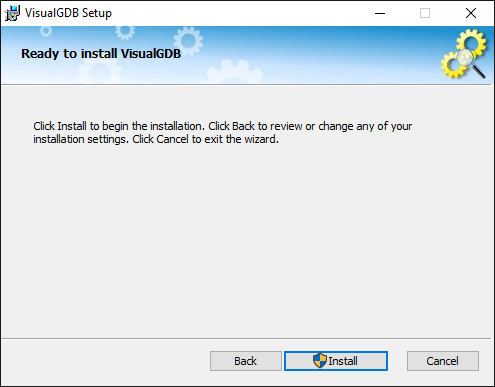 VisualGDB Setup
Ready to install VisualGDB
Click Install to begin the installation. Click Back to review or change any of your
installation settings. Click Cancel to exit the wizard.
Back
Install
Cancel